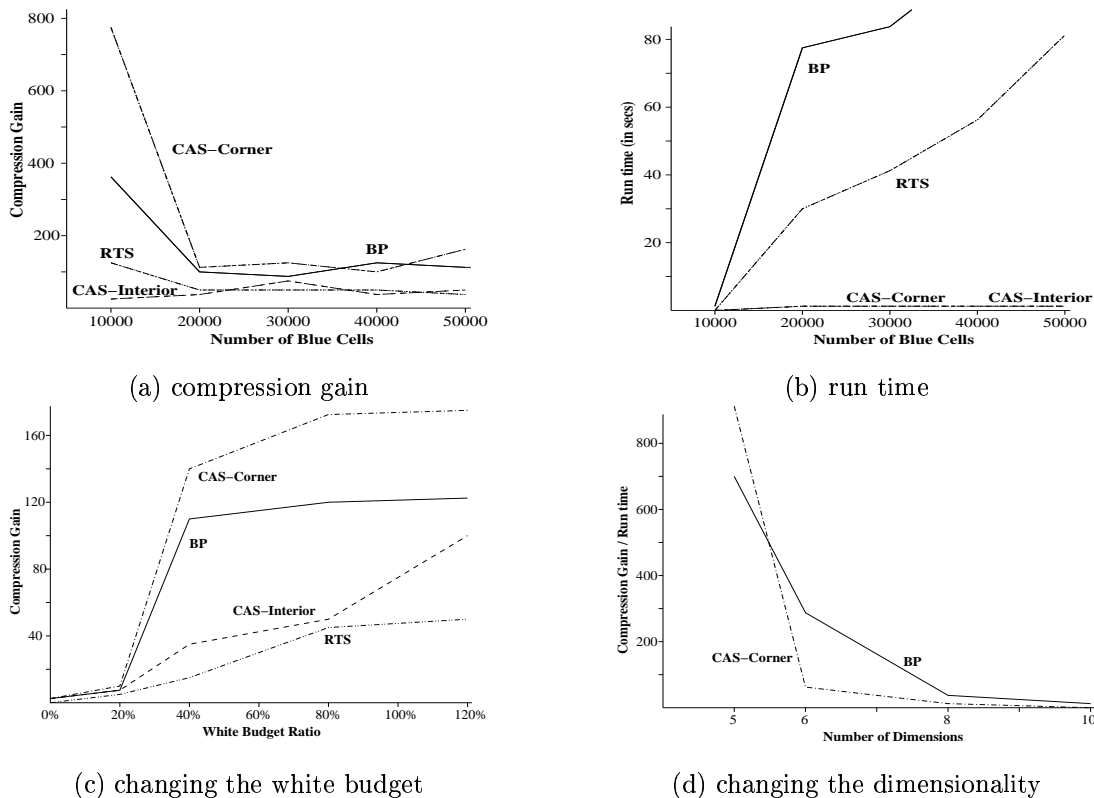 800
600
400
200
Compression Gain
CAS–Corner
RTS
BP
CAS–Interior
10000 20000 30000 40000 50000
Number of Blue Cells
(a) compression gain
80
60
40
20
Run time (in secs)
BP
RTS
CAS–Corner CAS–Interior
10000 20000 30000 40000 50000
Number of Blue Cells
(b) run time
160
120
80
40
Compression Gain
CAS–Corner
BP
CAS–Interior
RTS
0% 20% 40% 60% 80% 100% 120%
White Budget Ratio
(c) changing the white budget
800
600
400
200
Compression Gain / Run time
CAS–Corner
BP
5 6 8 10
Number of Dimensions
(d) changing the dimensionality